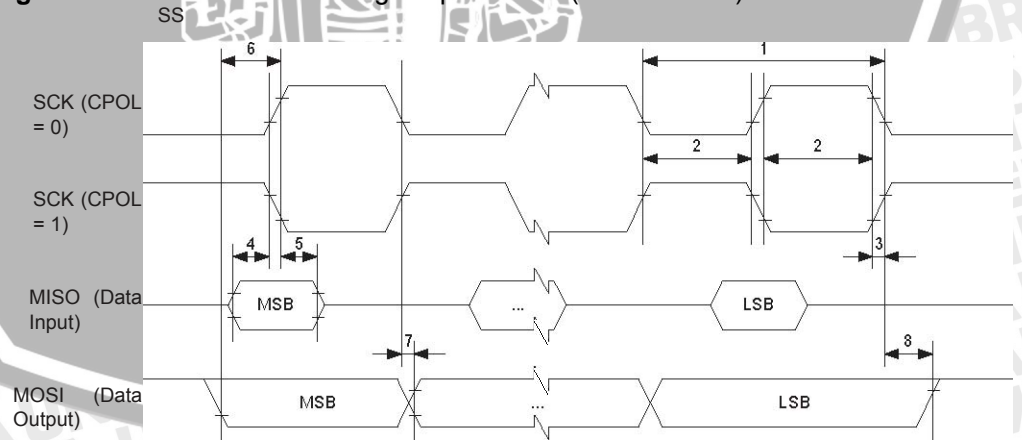 SS
6
1
SCK (CPOL
= 0)
2
2
SCK (CPOL
= 1)
4
5
3
MISO (Data
Input)
MSB
...
LSB
7
8
MOSI (Data
Output)
MSB
...
LSB